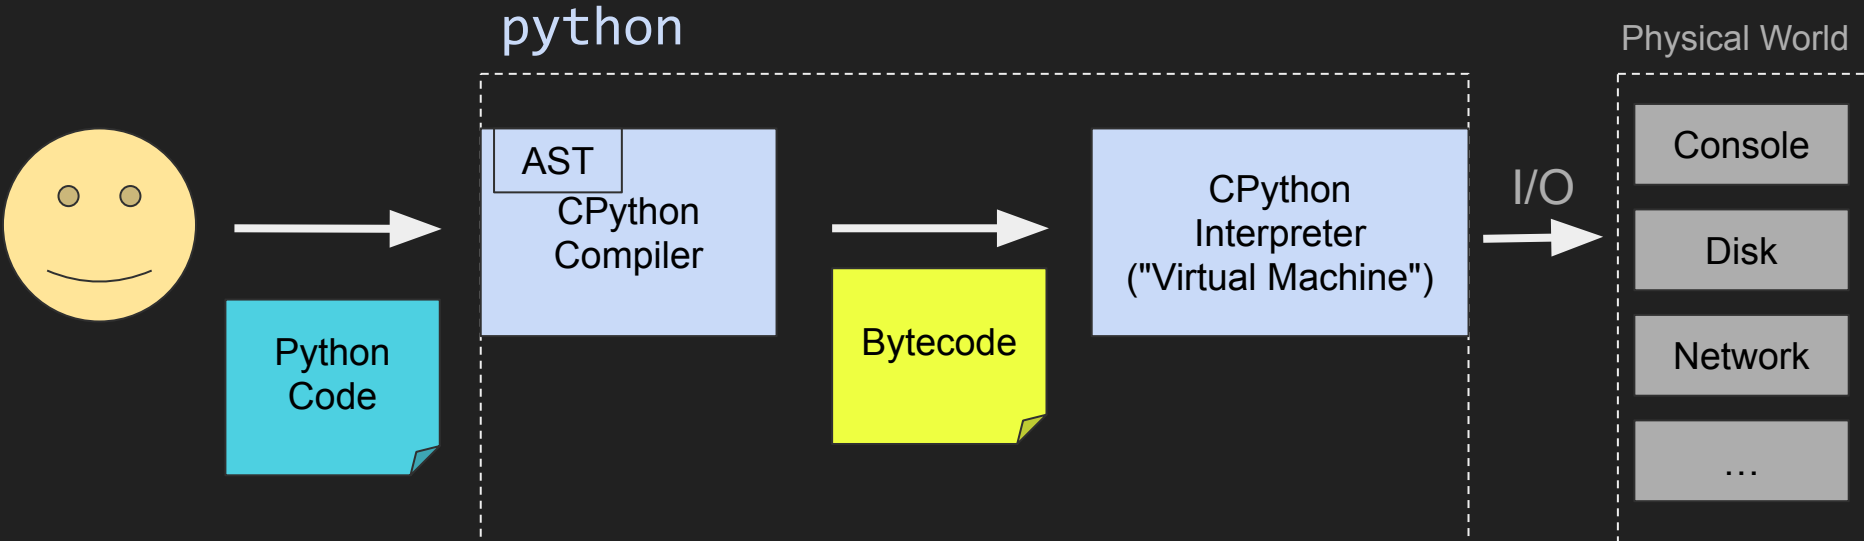 python
Physical World
AST
CPython
Compiler
CPython
Interpreter
("Virtual Machine")
I/O
Console
Disk
Network
...
Python
Code
Bytecode